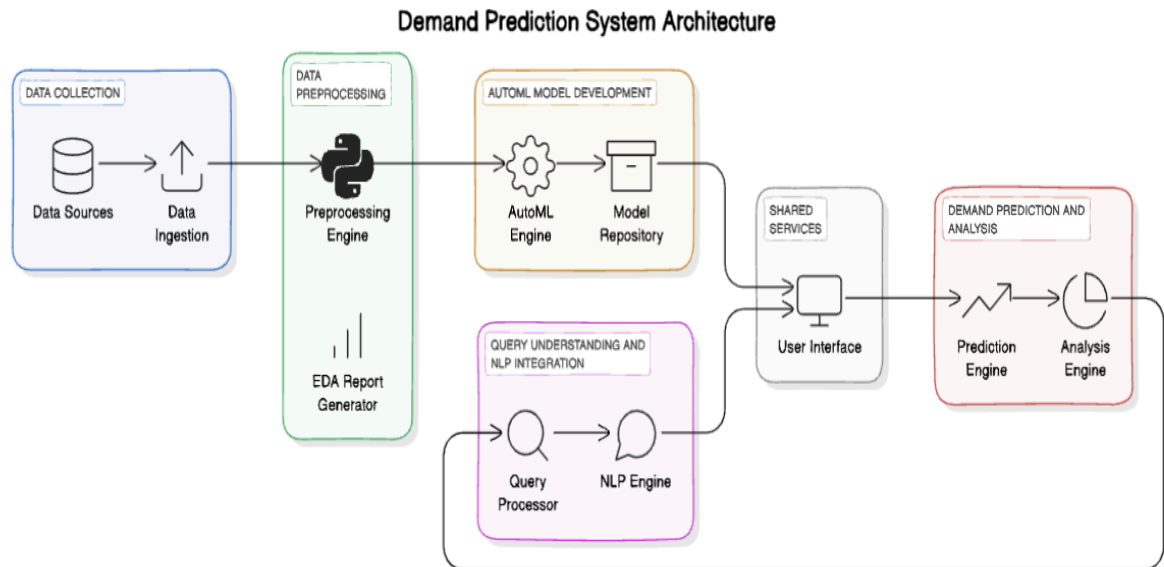 Demand Prediction System Architecture
DATA COLLECTION
Data Sources
Data
Ingestion
DATA
PREPROCESSING
Preprocessing
Engine
EDA Report
Generator
AUTOML MODEL DEVELOPMENT
AutoML
Engine
Model
Repository
QUERY UNDERSTANDING AND
NLP INTEGRATION
Query
Processor
NLP Engine
SHARED
SERVICES
User Interface
DEMAND PREDICTION AND
ANALYSIS
Prediction
Engine
Analysis
Engine